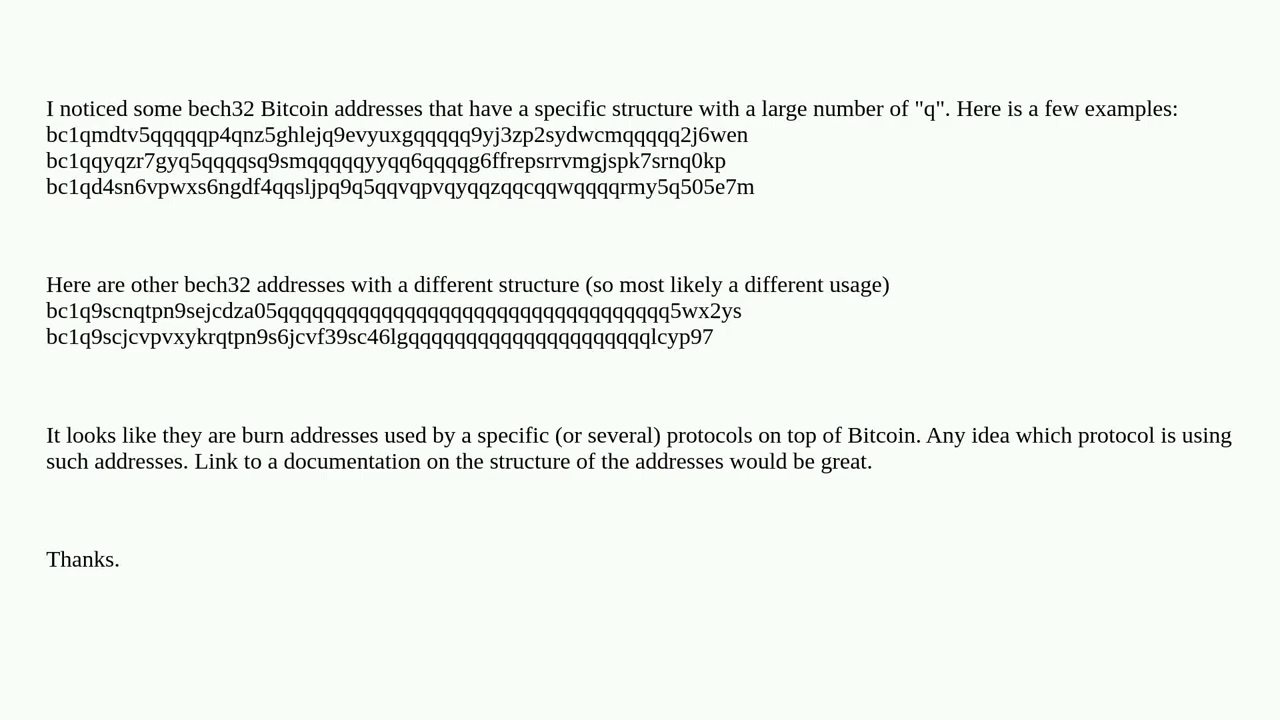 I noticed some bech32 Bitcoin addresses that have a specific structure with a large number of "q". Here is a few examples:
bc1qmdtv5qqqqqp4qnz5ghlejq9evyuxgqqqqq9yj3zp2sydwcmqqqqq2j6wen
bc1qqyqzr7gyq5qqqqsq9smqqqqqyyqq6qqqqg6ffrepsrrvmgjspk7srnq0kp
bc1qd4sn6vpwxs6ngdf4qqsljpq9q5qqvqpvqyqqzqqcqqwqqqqrmy5q505e7m
Here are other bech32 addresses with a different structure (so most likely a different usage)
bc1q9scnqtpn9sejcdza05qqqqqqqqqqqqqqqqqqqqqqqqqqqqqqqqqq5wx2ys
bc1q9scjcvpvxykrqtpn9s6jcvf39sc46lgqqqqqqqqqqqqqqqqqqqqqlcyp97
It looks like they are burn addresses used by a specific (or several) protocols on top of Bitcoin. Any idea which protocol is using
such addresses. Link to a documentation on the structure of the addresses would be great.
Thanks.